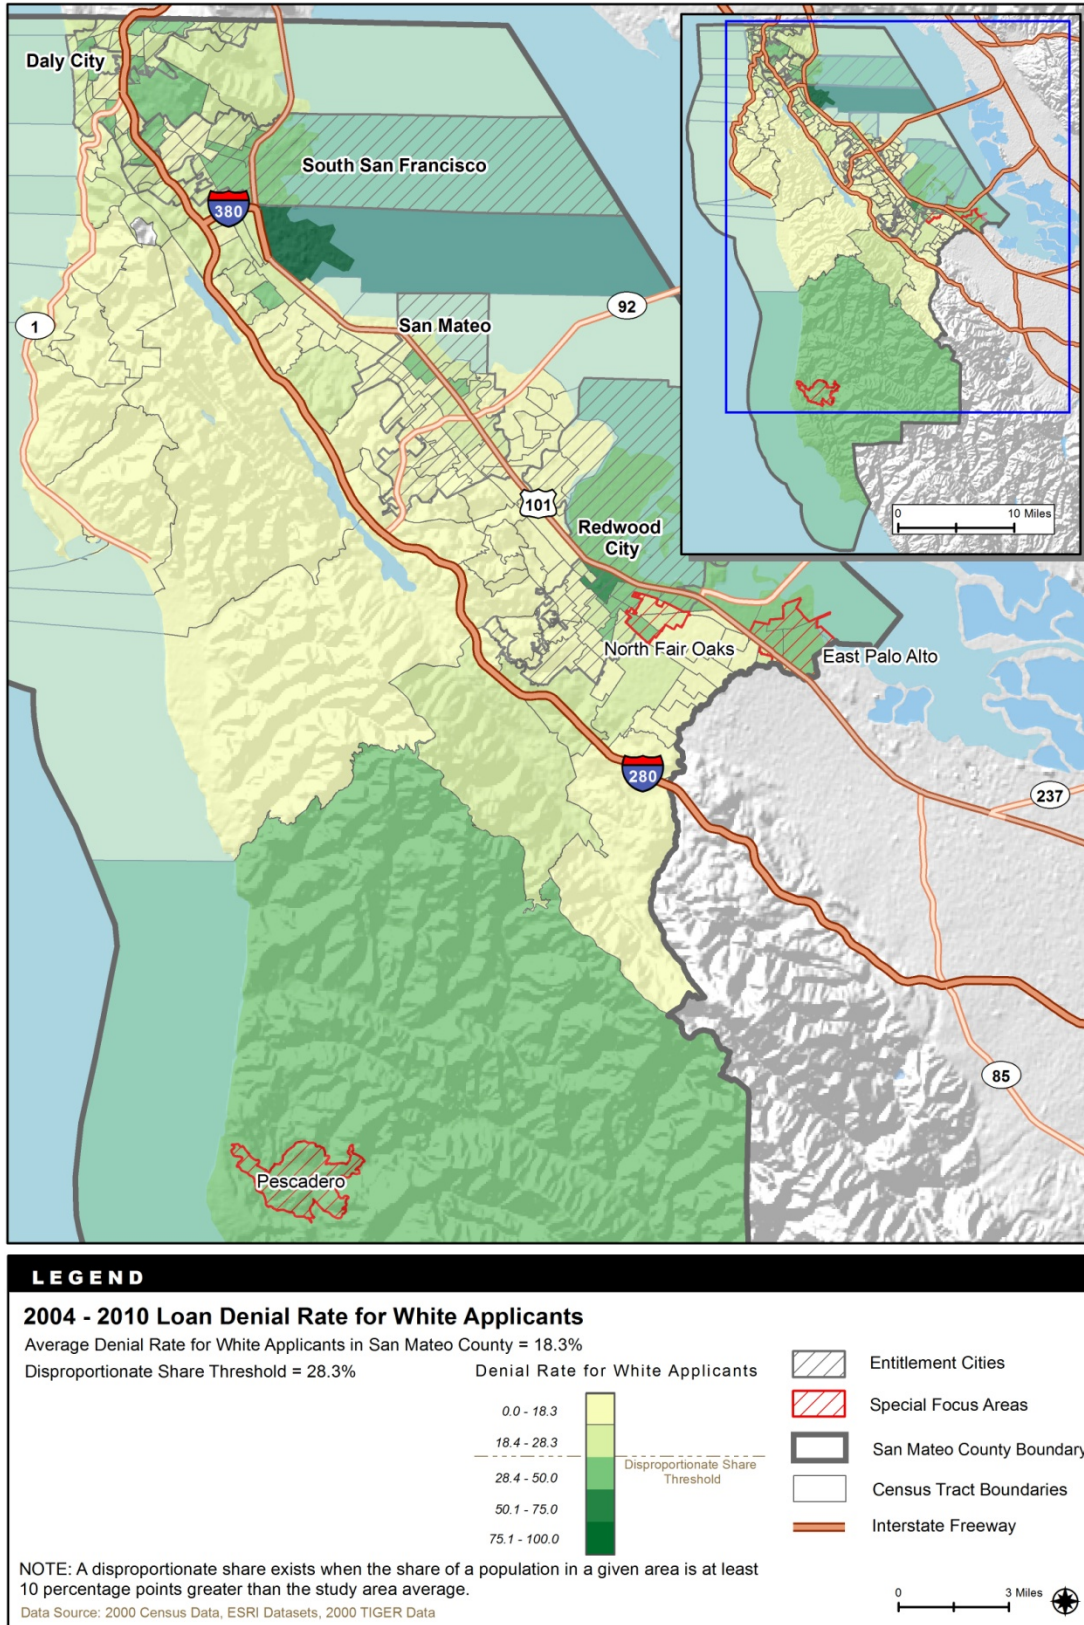 Daly City
South San Francisco
380
1
San Mateo
92
101
Redwood
City
North Fair Oaks
East Palo Alto
280
237
85
Pescadero
0 10 Miles
LEGEND
2004 - 2010 Loan Denial Rate for White Applicants
Average Denial Rate for White Applicants in San Mateo County = 18.3%
Disproportionate Share Threshold = 28.3%
Denial Rate for White Applicants
0.0 - 18.3
18.4 - 28.3
Disproportionate Share
Threshold
28.4 - 50.0
50.1 - 75.0
75.1 - 100.0
Entitlement Cities
Special Focus Areas
San Mateo County Boundary
Census Tract Boundaries
Interstate Freeway
NOTE: A disproportionate share exists when the share of a population in a given area is at least
10 percentage points greater than the study area average.
Data Source: 2000 Census Data, ESRI Datasets, 2000 TIGER Data
0 3 Miles